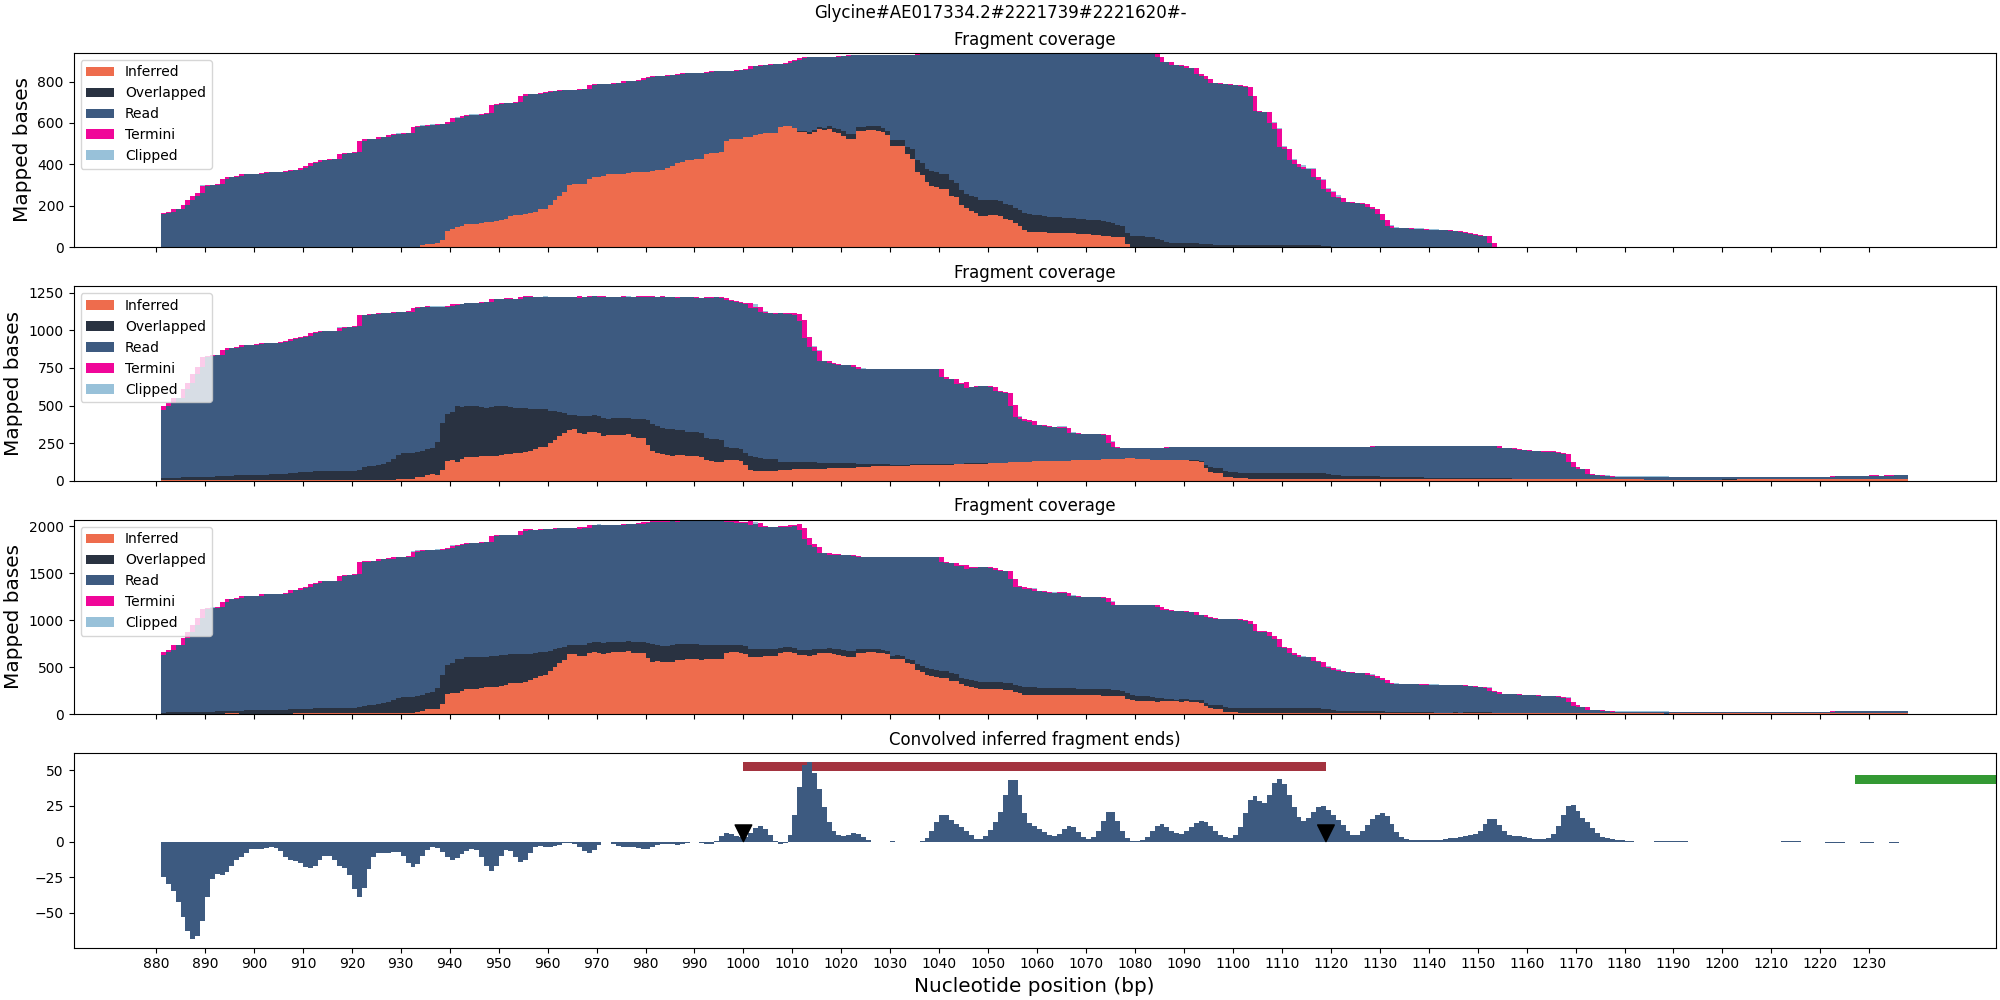 Glycine#AE017334.2#2221739#2221620#-
Fragment coverage
Mapped bases
800
600
400
200
0
Inferred
Overlapped
Read
Termini
Clipped
Fragment coverage
Mapped bases
1250
1000
750
500
250
0
Inferred
Overlapped
Read
Termini
Clipped
Fragment coverage
Mapped bases
2000
1500
1000
500
0
Inferred
Overlapped
Read
Termini
Clipped
Convolved inferred fragment ends)
50
25
0
−25
−50
880 890 900 910 920 930 940 950 960 970 980 990 1000 1010 1020 1030 1040 1050 1060 1070 1080 1090 1100 1110 1120 1130 1140 1150 1160 1170 1180 1190 1200 1210 1220 1230
Nucleotide position (bp)